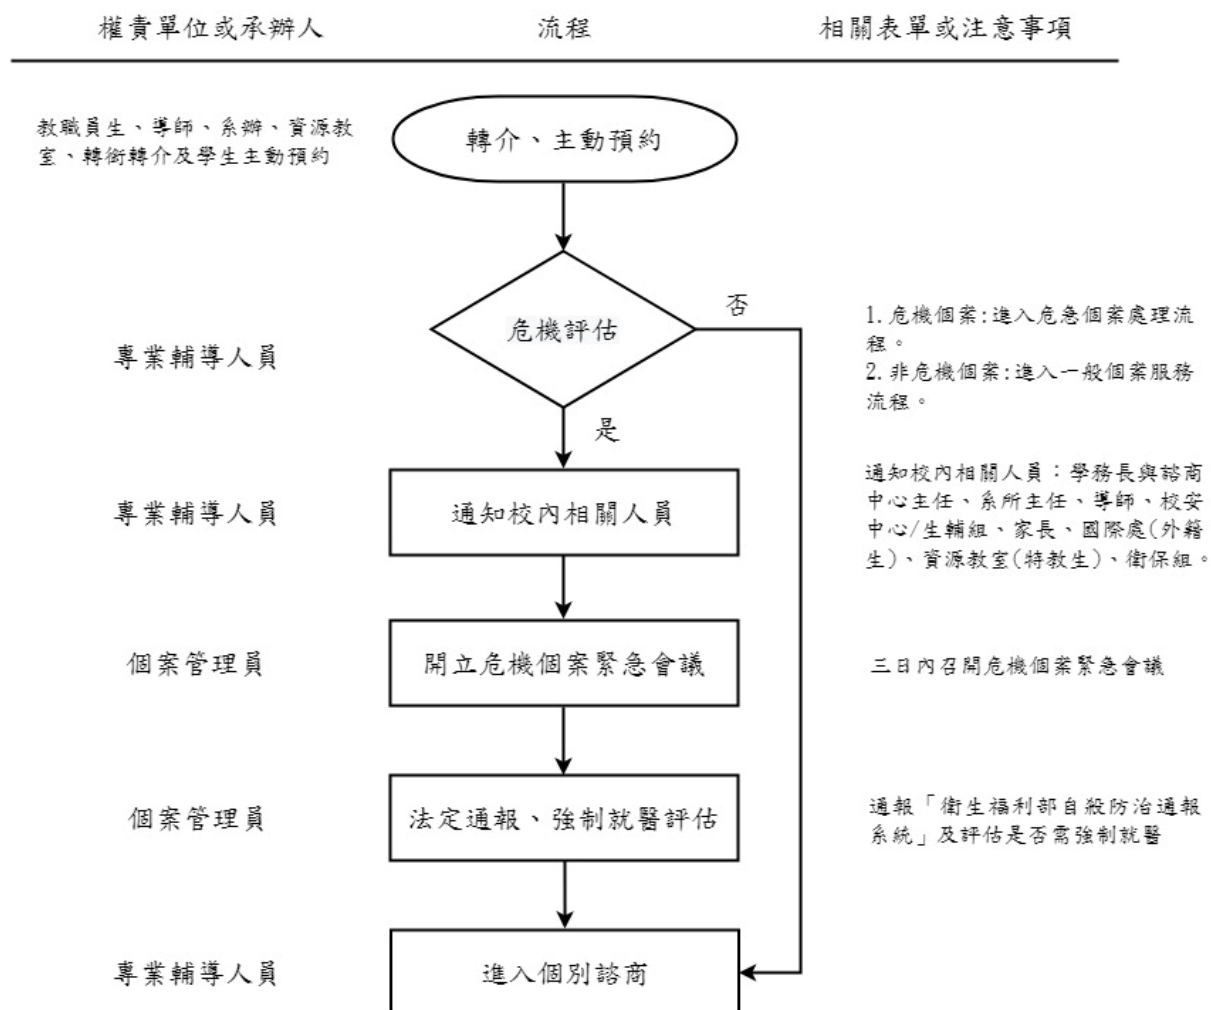 權責單位或承辦人
流程
相關表單或注意事項
教職員生、導師、系辦、資源教
室、轉銜轉介及學生主動預約
轉介、主動預約
專業輔導人員
危機評估
否
是
1.危機個案:進入危急個案處理流
程。
2.非危機個案:進入一般個案服務
流程。
專業輔導人員
通知校內相關人員
通知校內相關人員：學務長與諮商
中心主任、系所主任、導師、校安
中心/生輔組、家長、國際處(外籍
生)、資源教室(特教生)、衛保組。
個案管理員
開立危機個案緊急會議
三日內召開危機個案緊急會議
個案管理員
法定通報、強制就醫評估
通報「衛生福利部自殺防治通報
系統」及評估是否需強制就醫
專業輔導人員
進入個別諮商